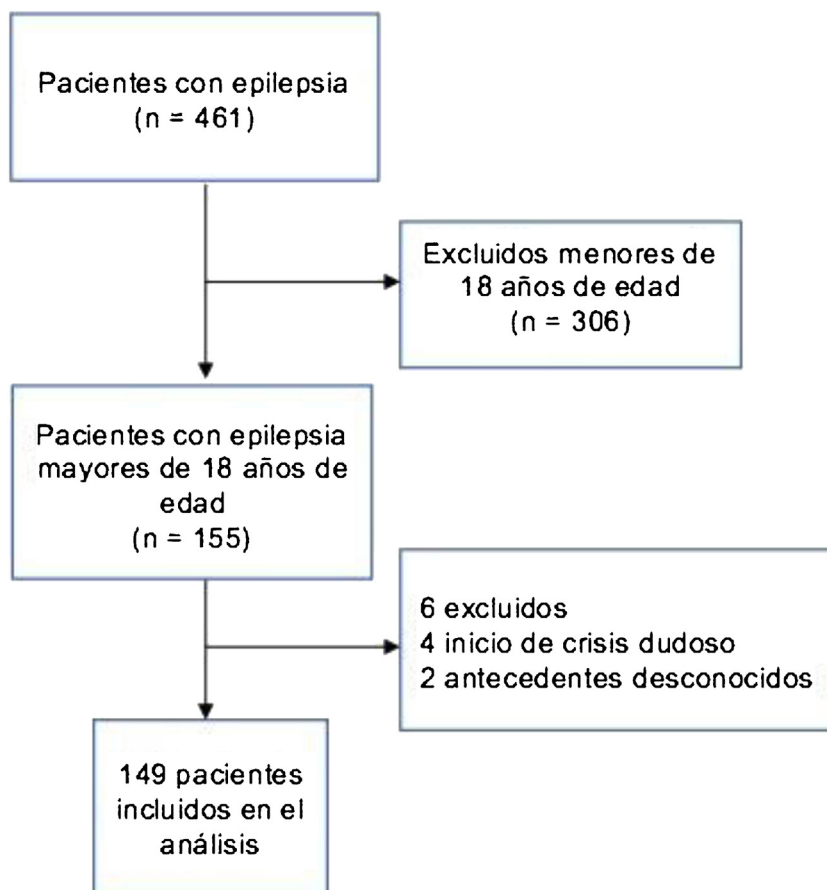 Pacientes con epilepsia
(n = 461)
Excluidos menores de
18 años de edad
(n = 306)
Pacientes con epilepsia
mayores de 18 años de
edad
(n = 155)
6 excluidos
4 inicio de crisis dudoso
2 antecedentes desconocidos
149 pacientes
incluidos en el
análisis